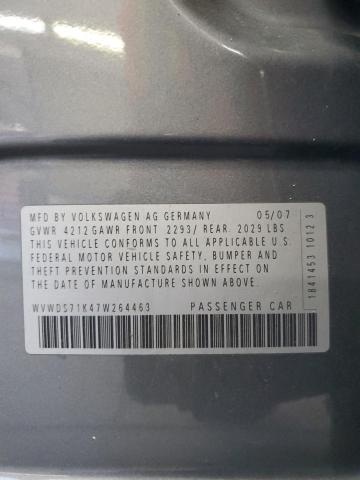 MFD BY VOLKSWAGEN AG GERMANY 05/07
GVWR 4212 GAWR FRONT 2293/ REAR. 2029 LBS
THIS VEHICLE CONFORMS TO ALL APPLICABLE U.S.
FEDERAL MOTOR VEHICLE SAFETY, BUMPER AND
THEFT PREVENTION STANDARDS IN EFFECT ON
THE DATE OF MANUFACTURE SHOWN ABOVE.
WVWDS71K47W264463 PASSENGER CAR
1841453 1012 3